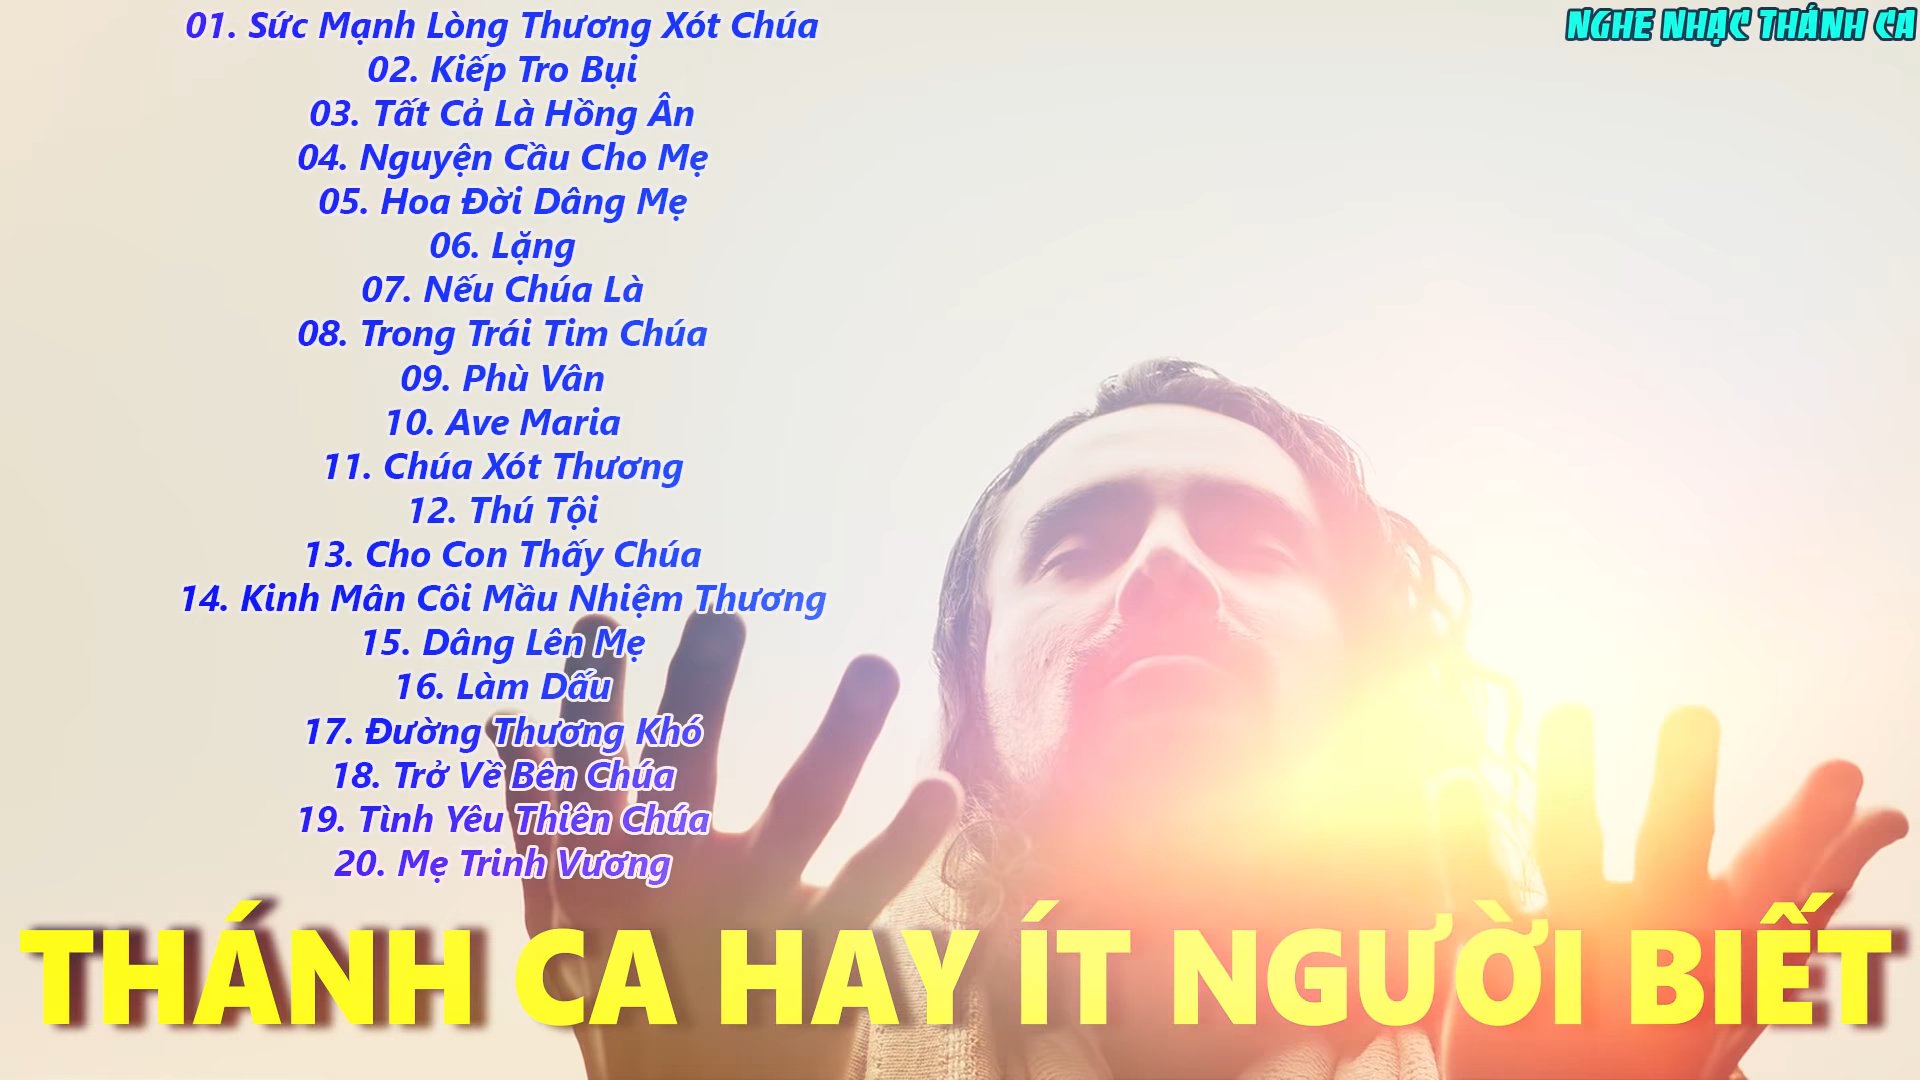 01. Sức Mạnh Lòng Thương Xót Chúa
02. Kiếp Tro Bụi
03. Tất Cả Là Hồng Ân
04. Nguyện Cầu Cho Mẹ
05. Hoa Đời Dâng Mẹ
06. Lặng
07. Nếu Chúa Là
08. Trong Trái Tim Chúa
09. Phù Vân
10. Ave Maria
11. Chúa Xót Thương
12. Thú Tội
13. Cho Con Thấy Chúa
14. Kinh Mân Côi Mầu Nhiệm Thương
15. Dâng Lên Mẹ
16. Làm Dấu
17. Đường Thương Khó
18. Trở Về Bên Chúa
19. Tình Yêu Thiên Chúa
20. Mẹ Trinh Vương
NGHE NHẠC THÁNH CA
THÁNH CA HAY ÍT NGƯỜI BIẾT